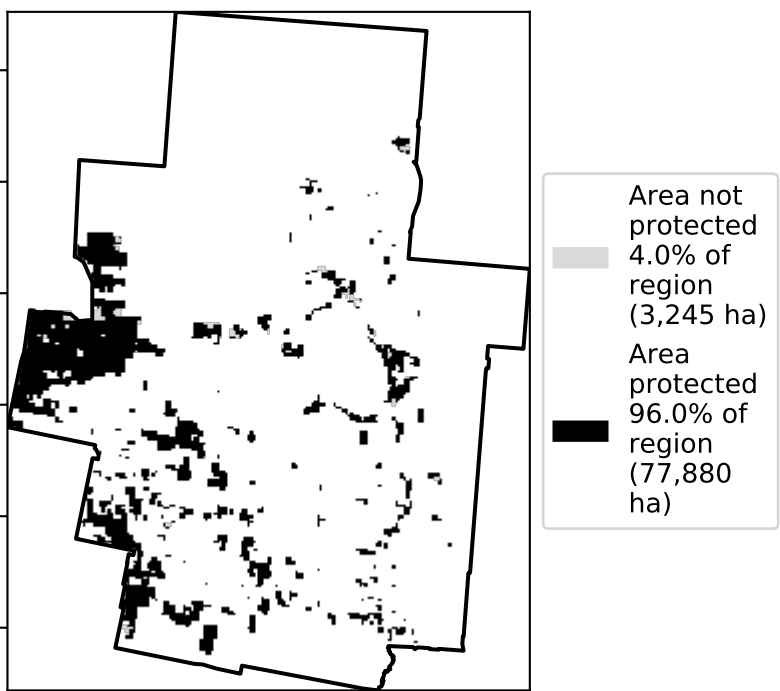 Area not
protected
4.0% of
region
(3,245 ha)
Area
protected
96.0% of
region
(77,880
ha)